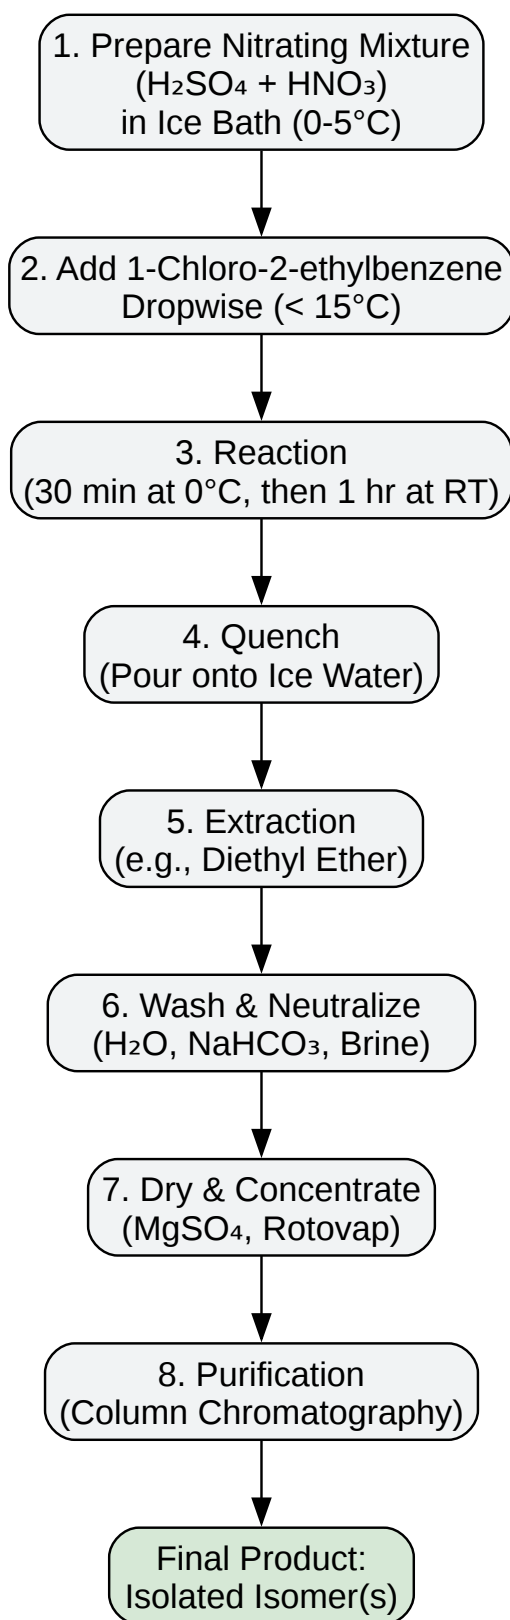 1. Prepare Nitrating Mixture
(H₂SO₄ + HNO₃)
in Ice Bath (0-5°C)
2. Add 1-Chloro-2-ethylbenzene
Dropwise (< 15°C)
3. Reaction
(30 min at 0°C, then 1 hr at RT)
4. Quench
(Pour onto Ice Water)
5. Extraction
(e.g., Diethyl Ether)
6. Wash & Neutralize
(H₂O, NaHCO₃, Brine)
7. Dry & Concentrate
(MgSO₄, Rotovap)
8. Purification
(Column Chromatography)
Final Product:
Isolated Isomer(s)